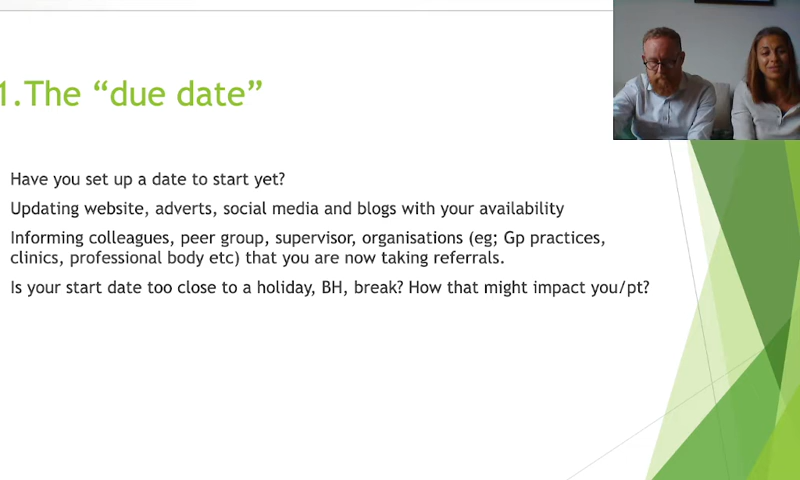 1.The “due date”
Have you set up a date to start yet?
Updating website, adverts, social media and blogs with your availability
Informing colleagues, peer group, supervisor, organisations (eg; Gp practices,
clinics, professional body etc) that you are now taking referrals.
Is your start date too close to a holiday, BH, break? How that might impact you/pt?